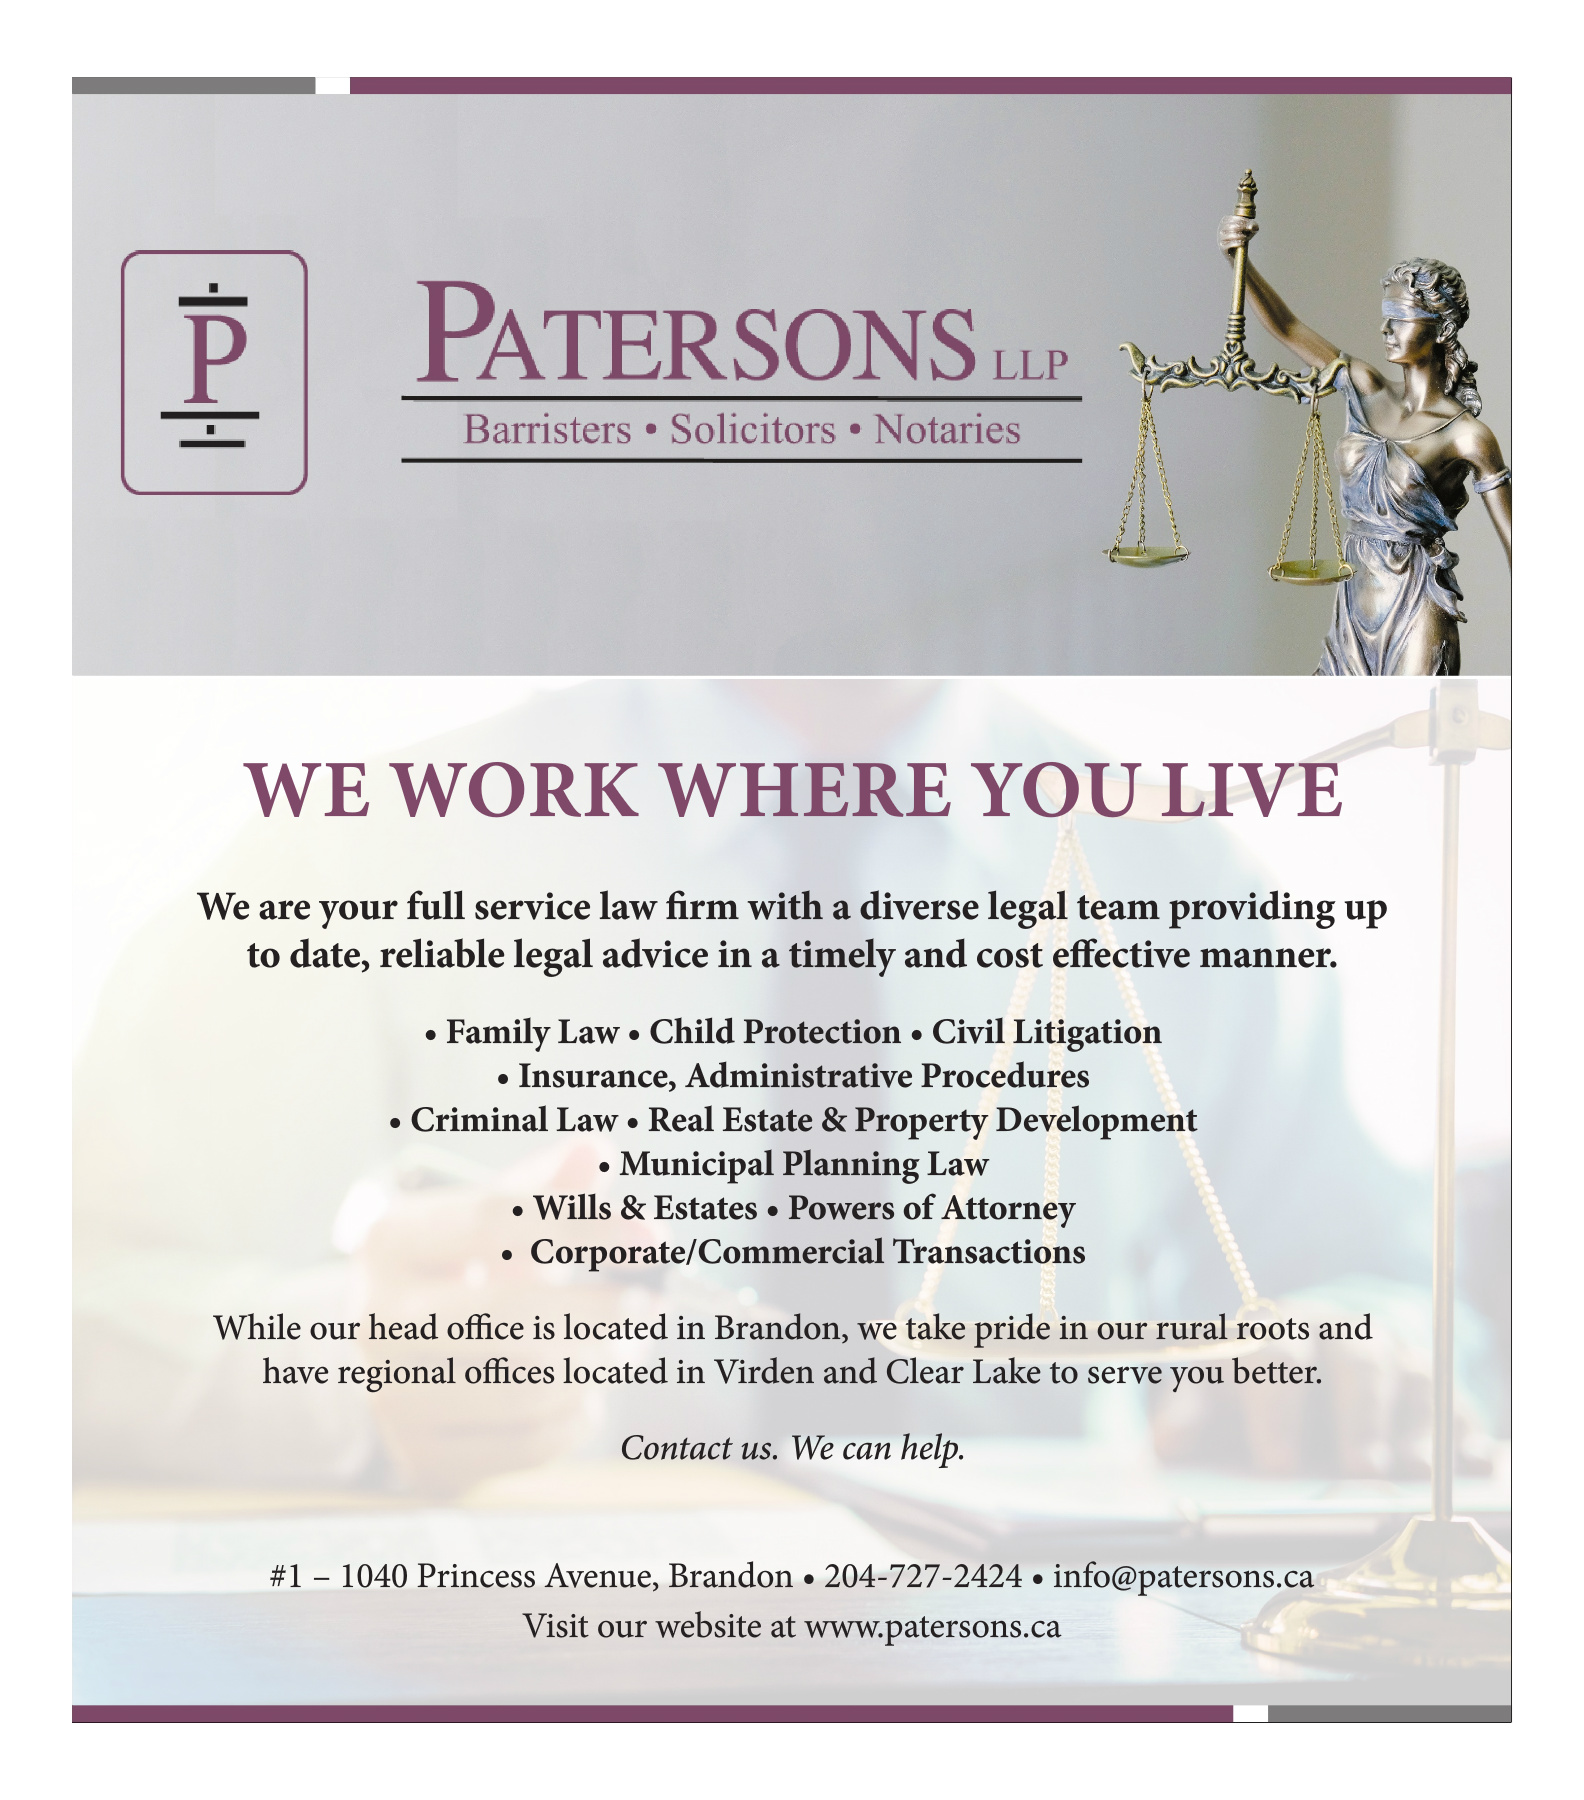 P
PATERSONS LLP
Barristers • Solicitors • Notaries
WE WORK WHERE YOU LIVE
We are your full service law firm with a diverse legal team providing up
to date, reliable legal advice in a timely and cost effective manner.
• Family Law • Child Protection • Civil Litigation
• Insurance, Administrative Procedures
• Criminal Law • Real Estate & Property Development
• Municipal Planning Law
• Wills & Estates • Powers of Attorney
• Corporate/Commercial Transactions
While our head office is located in Brandon, we take pride in our rural roots and
have regional offices located in Virden and Clear Lake to serve you better.
Contact us. We can help.
#1 – 1040 Princess Avenue, Brandon • 204-727-2424 • info@patersons.ca
Visit our website at www.patersons.ca